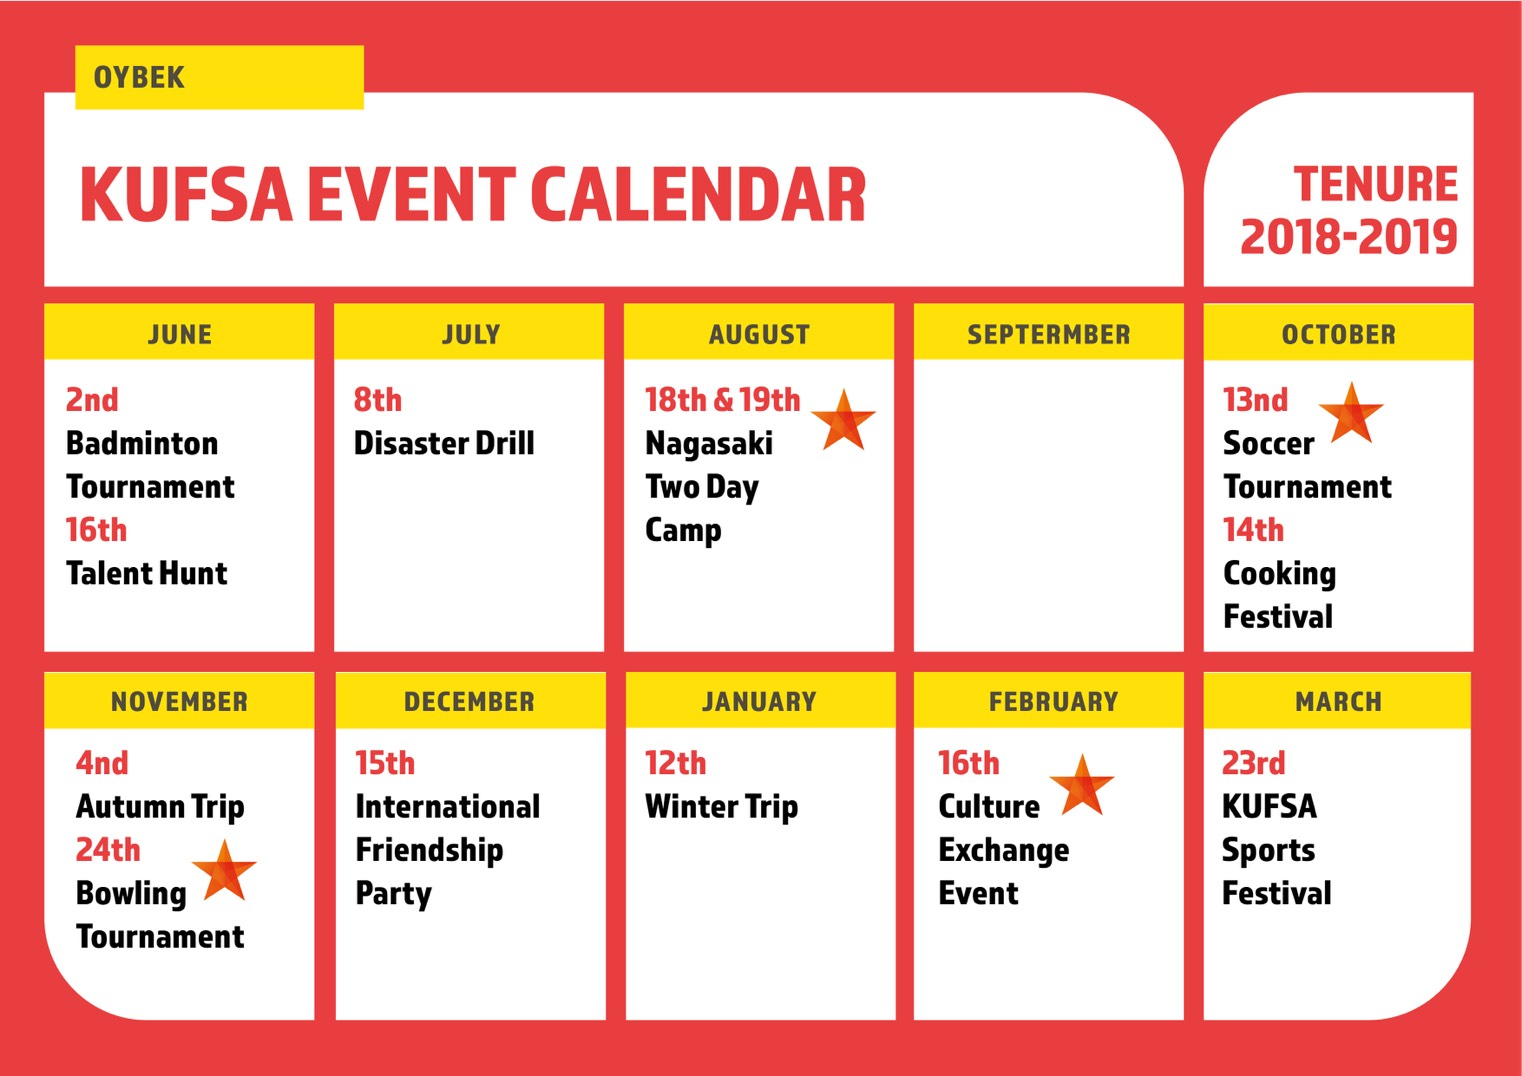 OYBEK
KUFSA EVENT CALENDAR
TENURE
2018-2019
JUNE
2nd
Badminton
Tournament
16th
Talent Hunt
JULY
8th
Disaster Drill
AUGUST
18th & 19th
Nagasaki
Two Day
Camp
SEPTERMBER
OCTOBER
13nd
Soccer
Tournament
14th
Cooking
Festival
NOVEMBER
4nd
Autumn Trip
24th
Bowling
Tournament
DECEMBER
15th
International
Friendship
Party
JANUARY
12th
Winter Trip
FEBRUARY
16th
Culture
Exchange
Event
MARCH
23rd
KUFSA
Sports
Festival